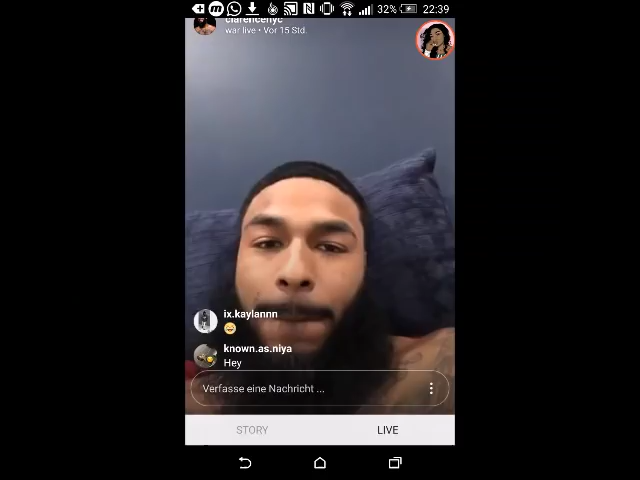 32% 22:39
clarencenyc
war live • Vor 15 Std.
ix.kaylannn
known.as.niya
Hey
Verfasse eine Nachricht ...
STORY LIVE